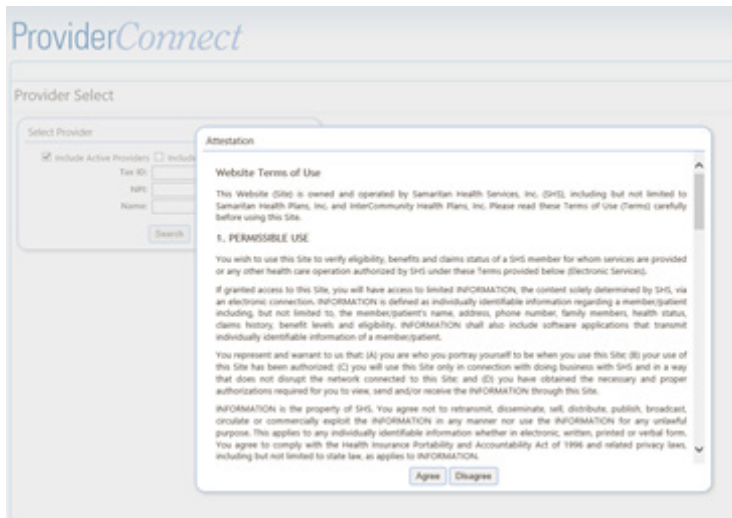 ProviderConnect
Provider Select
Select Provider
Include Active Providers Include
Tax ID:
NPI:
Name:
Search
Attestation
Website Terms of Use
This Website (Site) is owned and operated by Samaritan Health Services, Inc. (SHS), including but not limited to
Samaritan Health Plans, Inc. and InterCommunity Health Plans, Inc. Please read these Terms of Use (Terms) carefully
before using this Site.
1. PERMISSIBLE USE
You wish to use this Site to verify eligibility, benefits and claims status of a SHS member for whom services are provided
or any other health care operation authorized by SHS under these Terms provided below (Electronic Services).
If granted access to this Site, you will have access to limited INFORMATION, the content solely determined by SHS, via
an electronic connection. INFORMATION is defined as individually identifiable information regarding a member/patient
including, but not limited to, the member/patient's name, address, phone number, family members, health status,
claims history, benefit levels and eligibility. INFORMATION shall also include software applications that transmit
individually identifiable information of a member/patient.
You represent and warrant to us that: (A) you are who you portray yourself to be when you use this Site; (B) your use of
this Site has been authorized; (C) you will use this Site only in connection with doing business with SHS and in a way
that does not disrupt the network connected to this Site; and (D) you have obtained the necessary and proper
authorizations required for you to view, send and/or receive the INFORMATION through this Site.
INFORMATION is the property of SHS. You agree not to retransmit, disseminate, sell, distribute, publish, broadcast,
circulate or commercially exploit the INFORMATION in any manner nor use the INFORMATION for any unlawful
purpose. This applies to any individually identifiable information whether in electronic, written, printed or verbal form.
You agree to comply with the Health Insurance Portability and Accountability Act of 1996 and related privacy laws,
including but not limited to state law, as applies to INFORMATION.
Agree Disagree